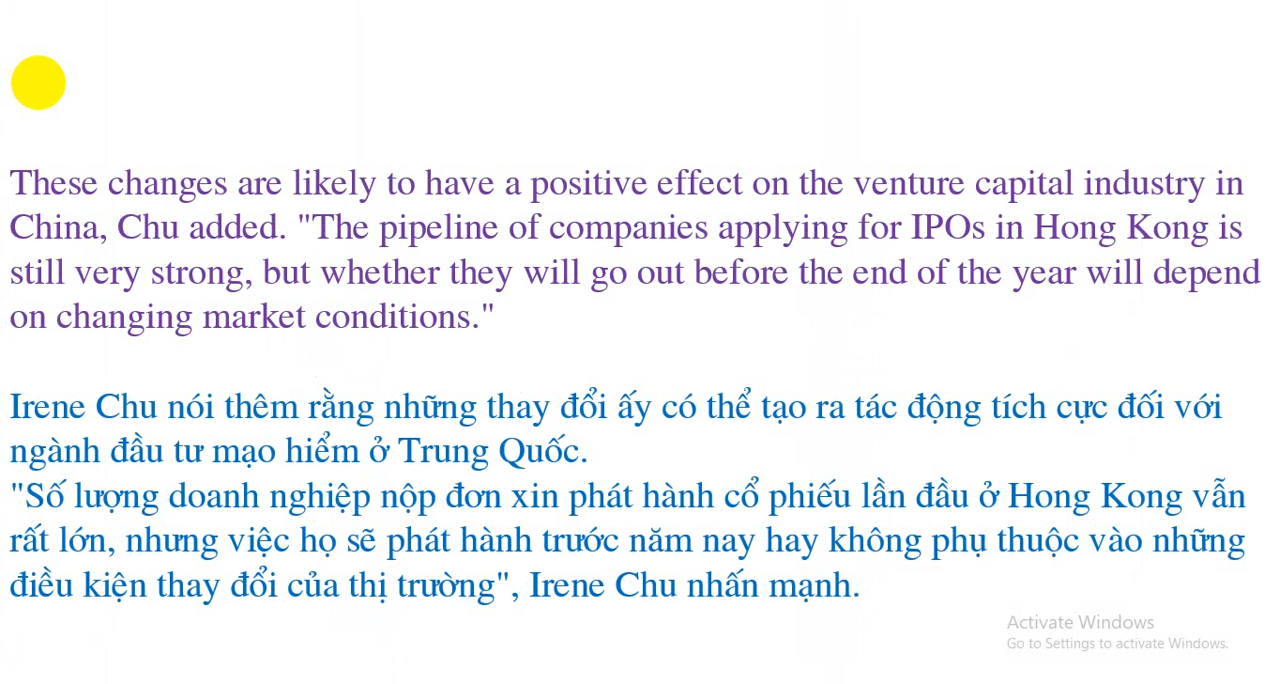 These changes are likely to have a positive effect on the venture capital industry in
China, Chu added. "The pipeline of companies applying for IPOs in Hong Kong is
still very strong, but whether they will go out before the end of the year will depend
on changing market conditions."
Irene Chu nói thêm rằng những thay đổi ấy có thể tạo ra tác động tích cực đối với
ngành đầu tư mạo hiểm ở Trung Quốc.
"Số lượng doanh nghiệp nộp đơn xin phát hành cổ phiếu lần đầu ở Hong Kong vẫn
rất lớn, nhưng việc họ sẽ phát hành trước năm nay hay không phụ thuộc vào những
điều kiện thay đổi của thị trường", Irene Chu nhấn mạnh.
Activate Windows
Go to Settings to activate Windows.